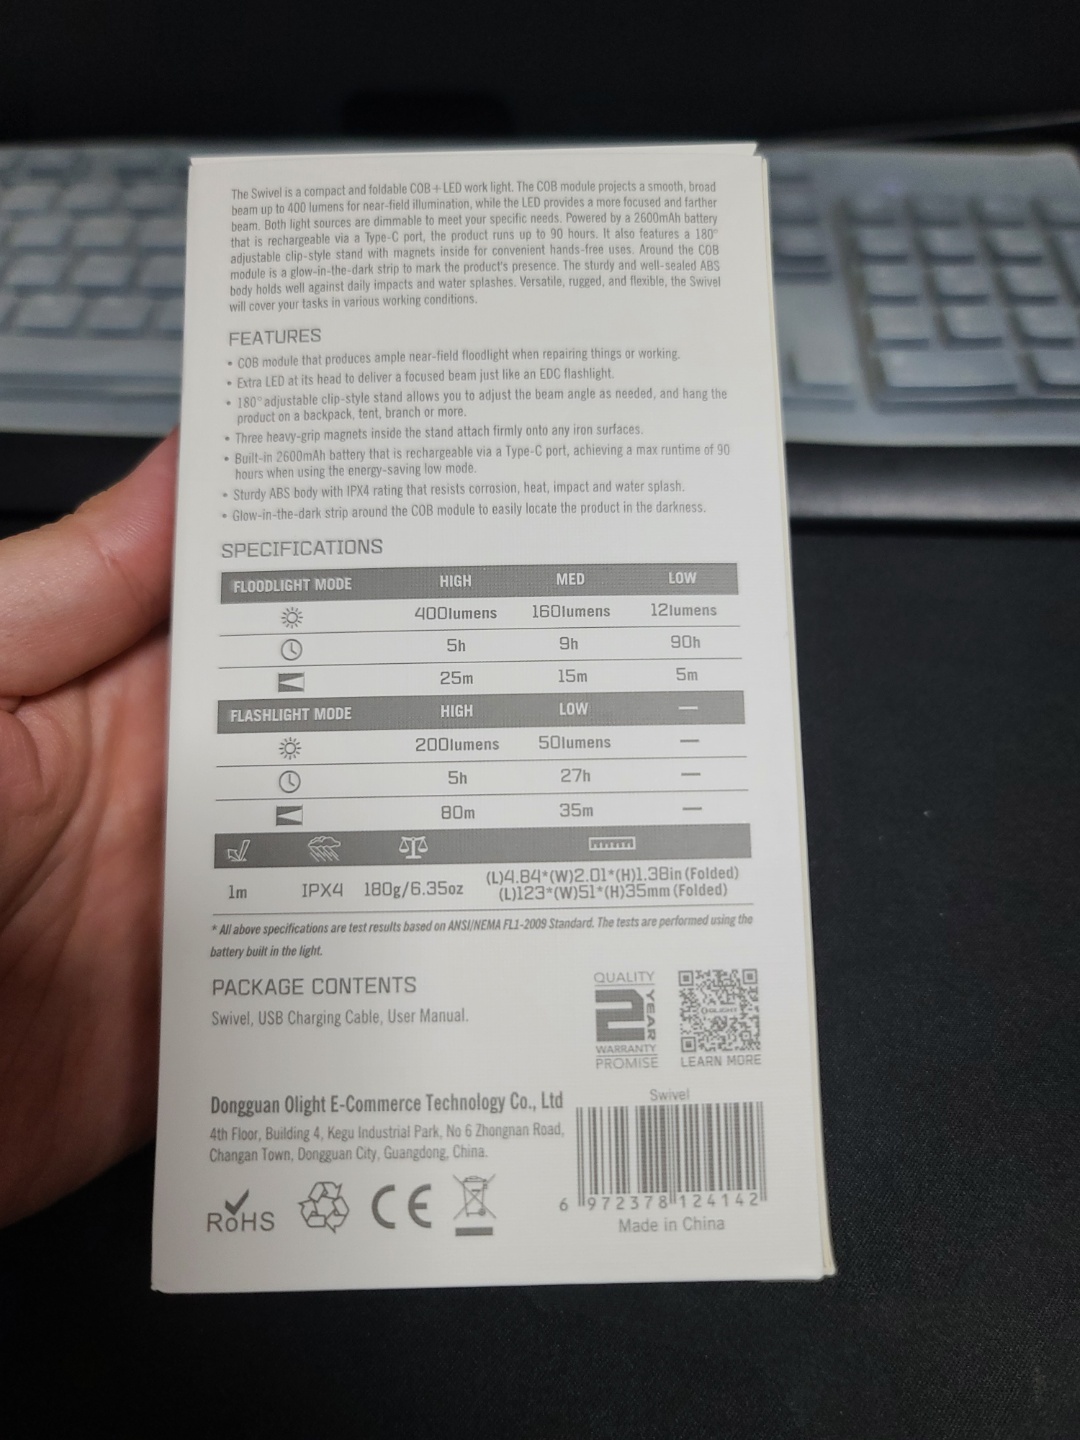 The Swivel is a compact and foldable COB+LED work light. The COB module projects a smooth, broad
beam up to 400 lumens for near-field illumination, while the LED provides a more focused and farther
beam. Both light sources are dimmable to meet your specific needs. Powered by a 2600mAh battery
that is rechargeable via a Type-C port, the product runs up to 90 hours. It also features a 180°
adjustable clip-style stand with magnets inside for convenient hands-free uses. Around the COB
module is a glow-in-the-dark strip to mark the product's presence. The sturdy and well-sealed ABS
body holds well against daily impacts and water splashes. Versatile, rugged, and flexible, the Swivel
will cover your tasks in various working conditions.
FEATURES
• COB module that produces ample near-field floodlight when repairing things or working.
• Extra LED at its head to deliver a focused beam just like an EDC flashlight.
• 180°adjustable clip-style stand allows you to adjust the beam angle as needed, and hang the
product on a backpack, tent, branch or more.
• Three heavy-grip magnets inside the stand attach firmly onto any iron surfaces.
• Built-in 2600mAh battery that is rechargeable via a Type-C port, achieving a max runtime of 90
hours when using the energy-saving low mode.
• Sturdy ABS body with IPX4 rating that resists corrosion, heat, impact and water splash.
• Glow-in-the-dark strip around the COB module to easily locate the product in the darkness.
SPECIFICATIONS
FLOODLIGHT MODE HIGH MED LOW
400lumens 160lumens 12lumens
5h 9h 90h
25m 15m 5m
FLASHLIGHT MODE HIGH LOW —
200lumens 50lumens —
5h 27h —
80m 35m —
1m IPX4 180g/6.35oz (L)4.84*(W)2.01*(H)1.38in (Folded)
(L)123*(W)51*(H)35mm (Folded)
* All above specifications are test results based on ANSI/NEMA FL1-2009 Standard. The tests are performed using the
battery built in the light.
PACKAGE CONTENTS
Swivel, USB Charging Cable, User Manual.
QUALITY
2 YEAR
WARRANTY
PROMISE
OLIGHT
LEARN MORE
Dongguan Olight E-Commerce Technology Co., Ltd
4th Floor, Building 4, Kegu Industrial Park, No 6 Zhongnan Road,
Changan Town, Dongguan City, Guangdong, China.
Swivel
6 972378 124142
Made in China
RoHS CE